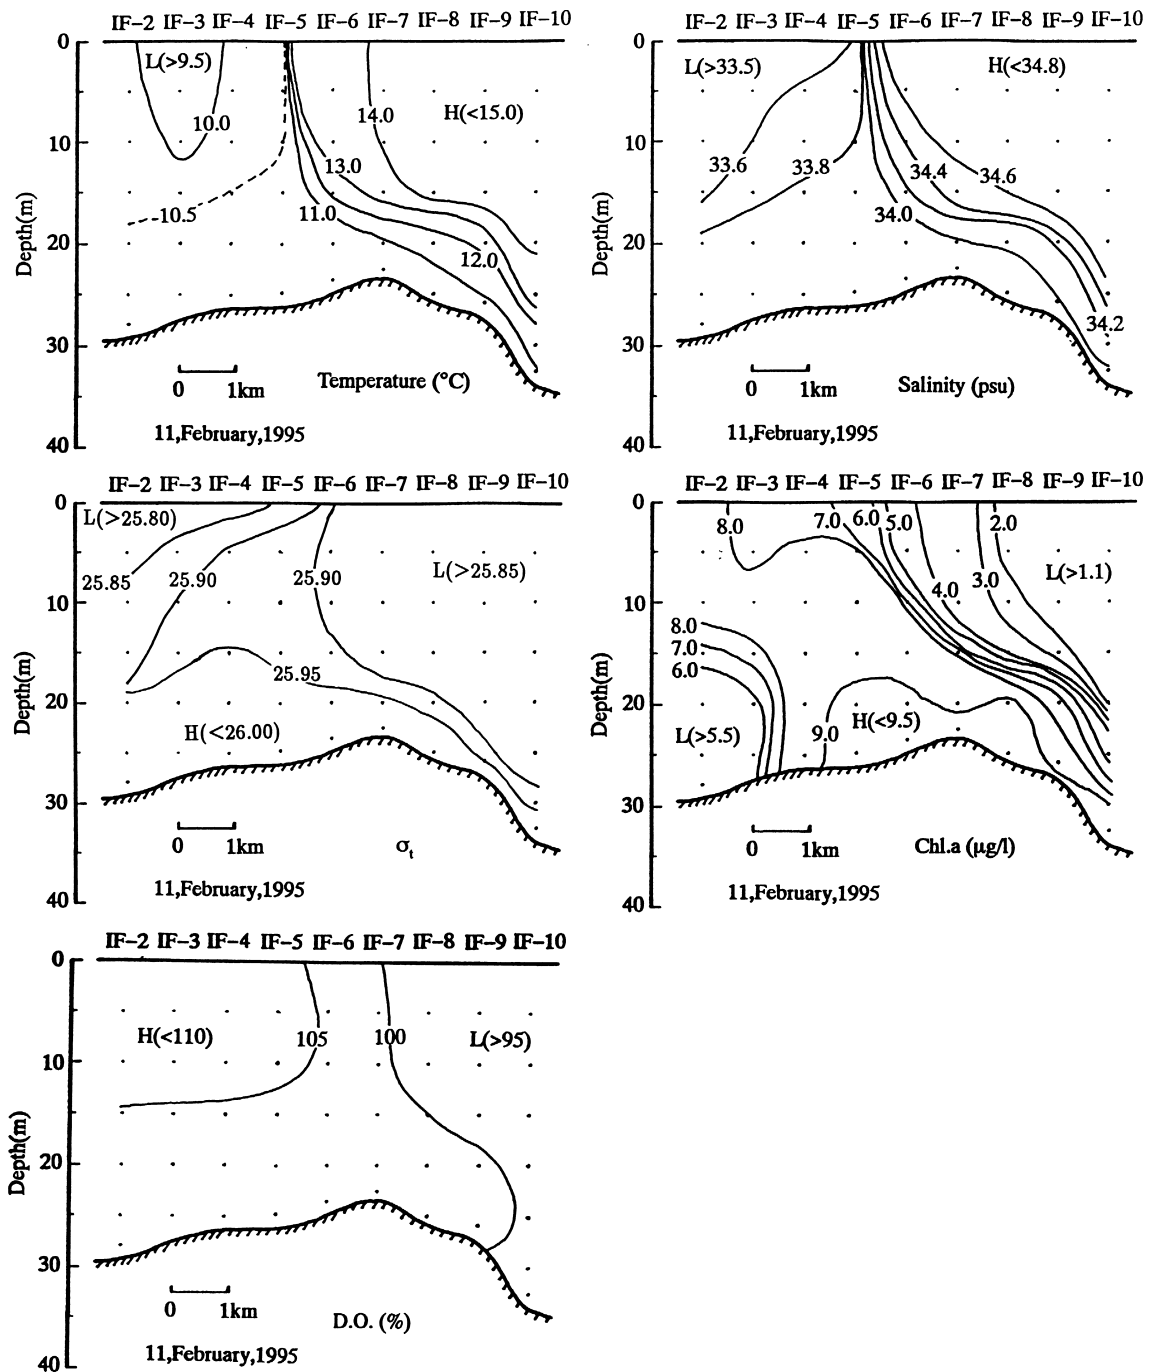 IF-2 IF-3 IF-4 IF-5 IF-6 IF-7 IF-8 IF-9 IF-10
0
L(>9.5)
H(<15.0)
14.0
10.0
10
13.0
10.5
11.0
20
12.0
Depth(m)
30
0 1km
Temperature (°C)
11,February,1995
40
IF-2 IF-3 IF-4 IF-5 IF-6 IF-7 IF-8 IF-9 IF-10
0
L(>33.5)
H(<34.8)
10
33.6
33.8
34.4
34.6
34.0
20
Depth(m)
34.2
30
0 1km
Salinity (psu)
11,February,1995
40
IF-2 IF-3 IF-4 IF-5 IF-6 IF-7 IF-8 IF-9 IF-10
0
L(>25.80)
25.85
25.90
25.90
L(>25.85)
10
25.95
20
H(<26.00)
Depth(m)
30
0 1km
σt
11,February,1995
40
IF-2 IF-3 IF-4 IF-5 IF-6 IF-7 IF-8 IF-9 IF-10
0
8.0
7.0
6.0
5.0
2.0
4.0
3.0
L(>1.1)
10
8.0
7.0
6.0
20
L(>5.5)
9.0
H(<9.5)
Depth(m)
30
0 1km
Chl.a (μg/l)
11,February,1995
40
IF-2 IF-3 IF-4 IF-5 IF-6 IF-7 IF-8 IF-9 IF-10
0
H(<110)
105
100
L(>95)
10
20
Depth(m)
30
0 1km
D.O. (%)
11,February,1995
40